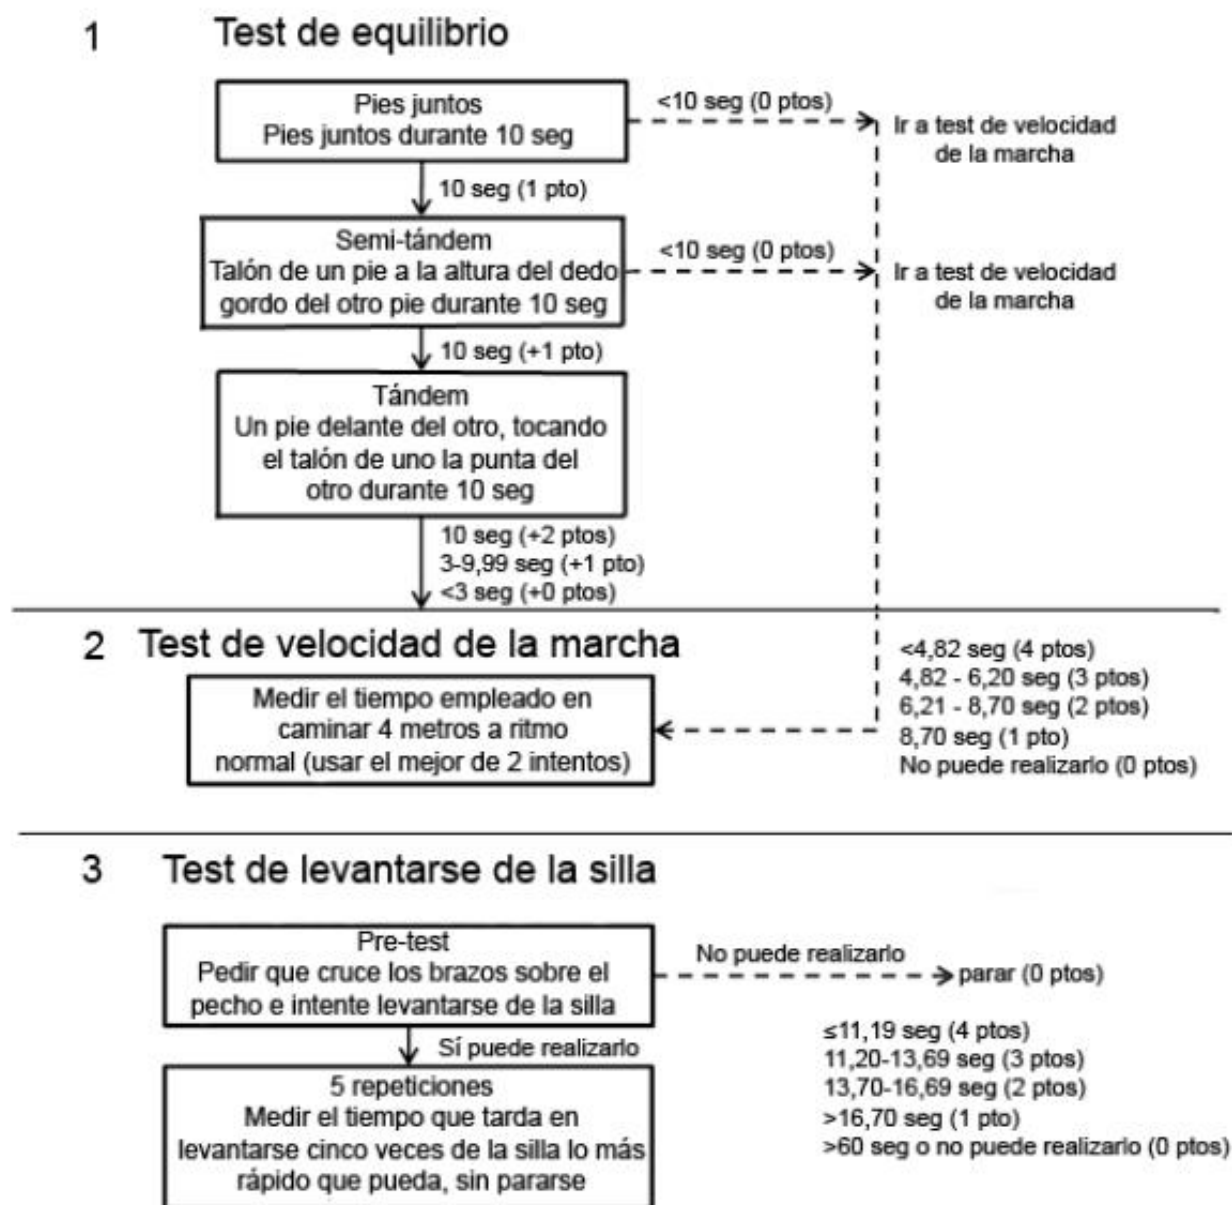 1 Test de equilibrio
Pies juntos
Pies juntos durante 10 seg
<10 seg (0 ptos)
Ir a test de velocidad
de la marcha
10 seg (1 pto)
Semi-tándem
Talón de un pie a la altura del dedo
gordo del otro pie durante 10 seg
<10 seg (0 ptos)
Ir a test de velocidad
de la marcha
10 seg (+1 pto)
Tándem
Un pie delante del otro, tocando
el talón de uno la punta del
otro durante 10 seg
10 seg (+2 ptos)
3-9,99 seg (+1 pto)
<3 seg (+0 ptos)
2 Test de velocidad de la marcha
Medir el tiempo empleado en
caminar 4 metros a ritmo
normal (usar el mejor de 2 intentos)
<4,82 seg (4 ptos)
4,82 - 6,20 seg (3 ptos)
6,21 - 8,70 seg (2 ptos)
8,70 seg (1 pto)
No puede realizarlo (0 ptos)
3 Test de levantarse de la silla
Pre-test
Pedir que cruce los brazos sobre el
pecho e intente levantarse de la silla
No puede realizarlo
parar (0 ptos)
Sí puede realizarlo
5 repeticiones
Medir el tiempo que tarda en
levantarse cinco veces de la silla lo más
rápido que pueda, sin pararse
≤11,19 seg (4 ptos)
11,20-13,69 seg (3 ptos)
13,70-16,69 seg (2 ptos)
>16,70 seg (1 pto)
>60 seg o no puede realizarlo (0 ptos)